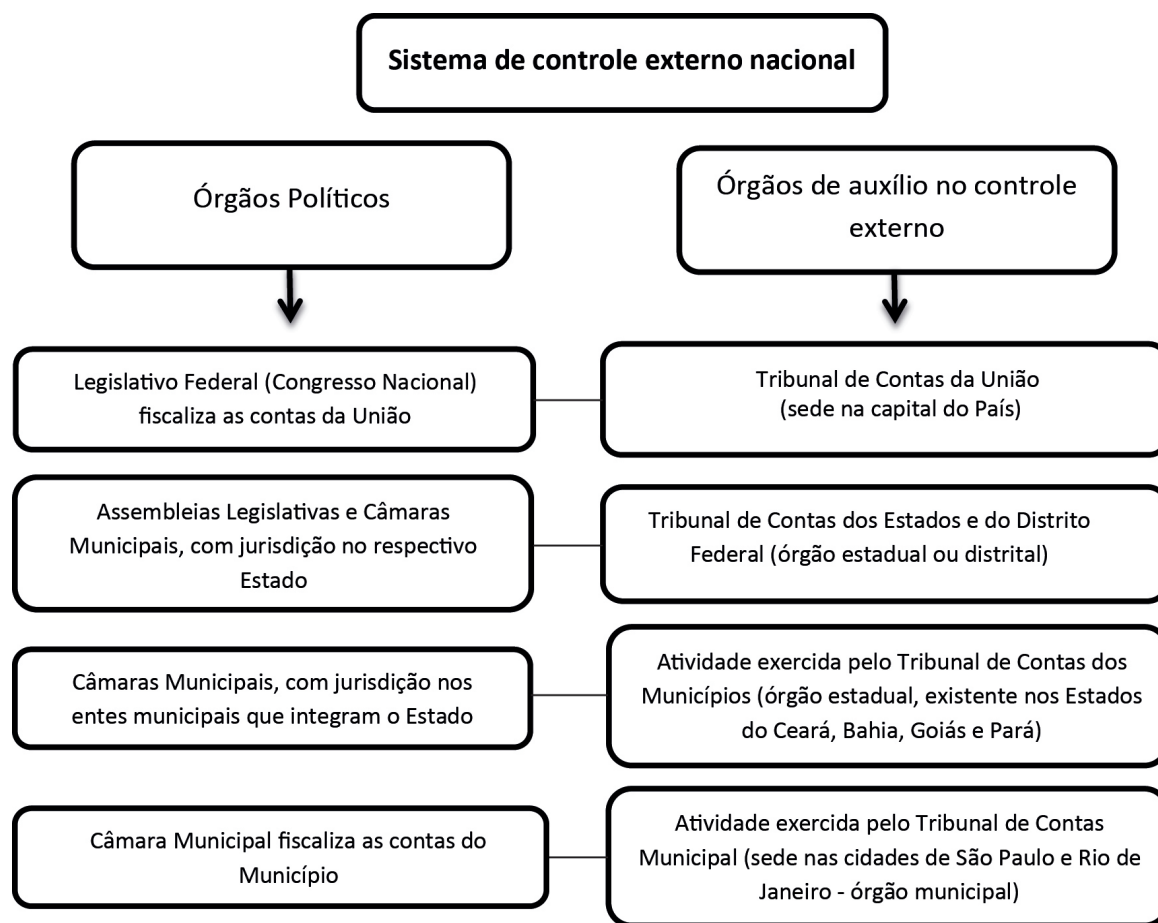 Sistema de controle externo nacional
Órgãos Políticos
Órgãos de auxílio no controle
externo
Legislativo Federal (Congresso Nacional)
fiscaliza as contas da União
Tribunal de Contas da União
(sede na capital do País)
Assembleias Legislativas e Câmaras
Municipais, com jurisdição no respectivo
Estado
Tribunal de Contas dos Estados e do Distrito
Federal (órgão estadual ou distrital)
Câmaras Municipais, com jurisdição nos
entes municipais que integram o Estado
Atividade exercida pelo Tribunal de Contas dos
Municípios (órgão estadual, existente nos Estados
do Ceará, Bahia, Goiás e Pará)
Câmara Municipal fiscaliza as contas do
Município
Atividade exercida pelo Tribunal de Contas
Municipal (sede nas cidades de São Paulo e Rio de
Janeiro - órgão municipal)